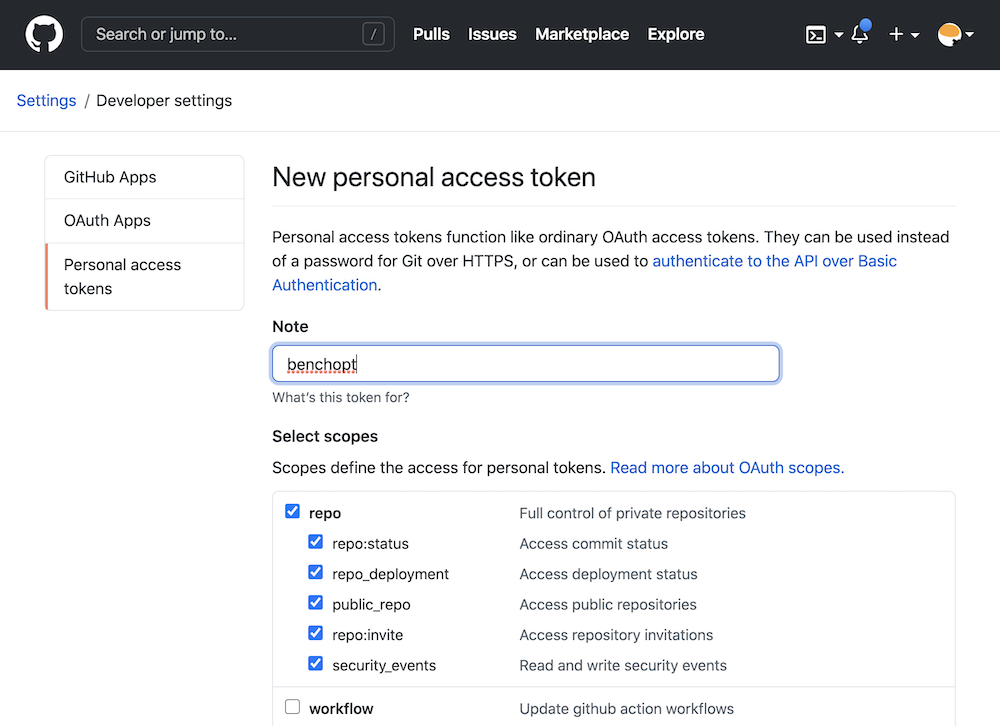 Search or jump to... / Pulls Issues Marketplace Explore
Settings / Developer settings
GitHub Apps
OAuth Apps
Personal access
tokens
New personal access token
Personal access tokens function like ordinary OAuth access tokens. They can be used instead
of a password for Git over HTTPS, or can be used to authenticate to the API over Basic
Authentication.
Note
benchopt
What's this token for?
Select scopes
Scopes define the access for personal tokens. Read more about OAuth scopes.
repo Full control of private repositories
repo:status Access commit status
repo_deployment Access deployment status
public_repo Access public repositories
repo:invite Access repository invitations
security_events Read and write security events
workflow Update github action workflows